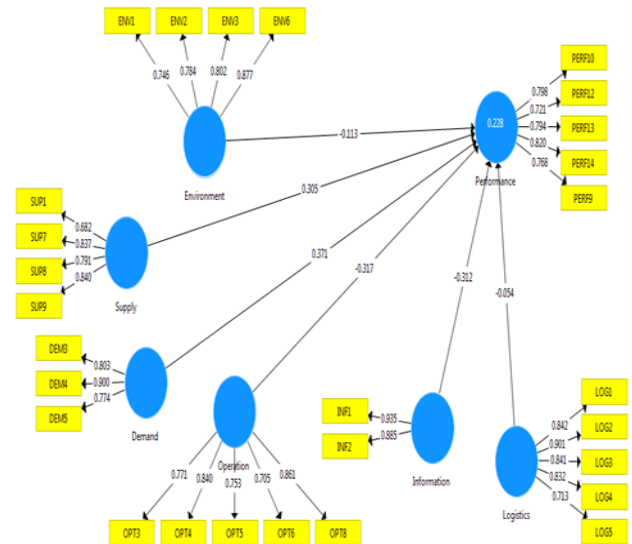 ENV1 ENV2 ENV3 ENV6
0.746 0.784 0.802 0.877
Environment
PERF10
PERF12
PERF13
PERF14
PERF9
0.798
0.721
0.794
0.820
0.768
0.228
Performance
-0.113
0.305
0.371
-0.317
-0.312
-0.054
SUP1
SUP7
SUP8
SUP9
0.682
0.837
0.791
0.840
Supply
DEM3
DEM4
DEM5
0.803
0.900
0.774
Demand
Operation
0.771 0.840 0.753 0.705 0.861
OPT3 OPT4 OPT5 OPT6 OPT8
INF1
INF2
0.935
0.885
Information
LOG1
LOG2
LOG3
LOG4
LOG5
0.842
0.901
0.841
0.832
0.713
Logistics